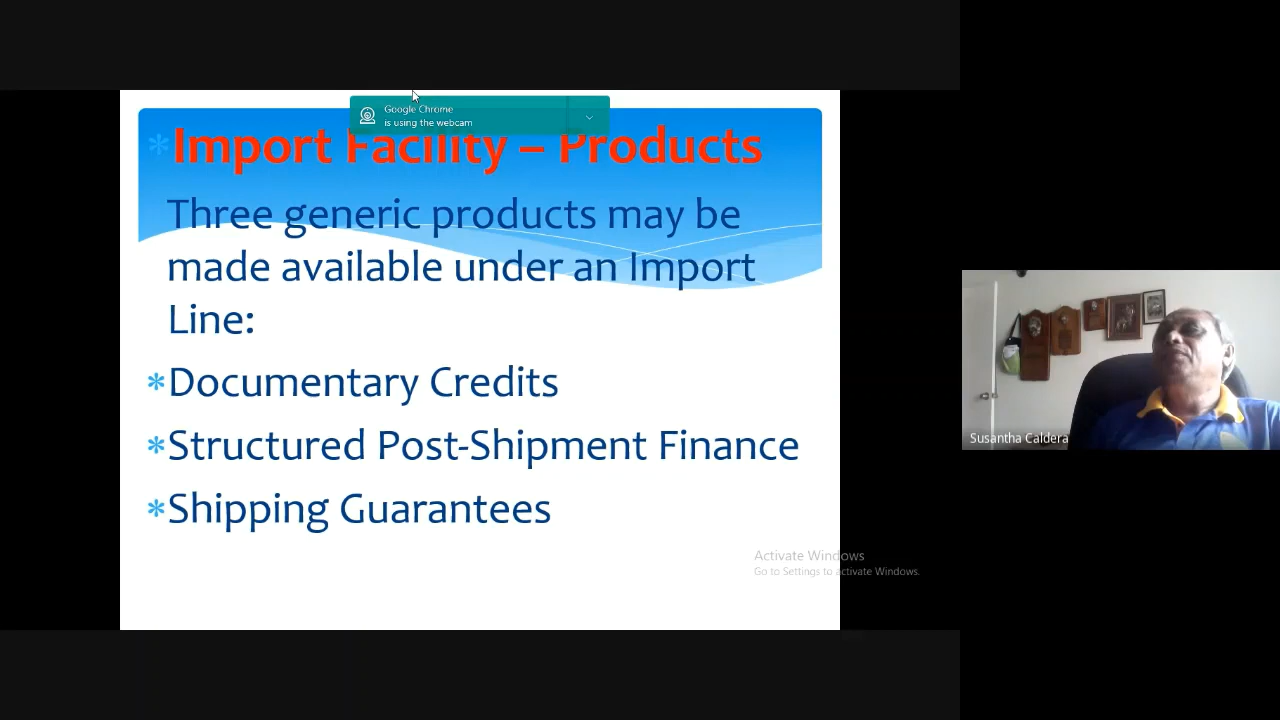 Google Chrome
is using the webcam
*Import Facility – Products
Three generic products may be
made available under an Import
Line:
*Documentary Credits
*Structured Post-Shipment Finance
*Shipping Guarantees
Susantha Caldera
Activate Windows
Go to Settings to activate Windows.